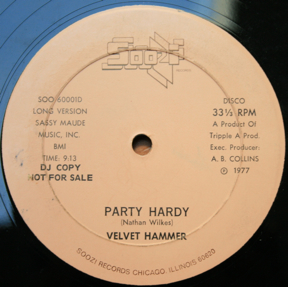 Soozi
SOO 60001D
LONG VERSION
SASSY MAUDE
MUSIC, INC.
BMI
TIME: 9:13
DJ COPY
NOT FOR SALE
DISCO
33⅓ RPM
A Product Of
Tripple A Prod.
Exec. Producer:
A. B. COLLINS
℗ 1977
PARTY HARDY
(Nathan Wilkes)
VELVET HAMMER
SOOZI RECORDS CHICAGO, ILLINOIS 60620